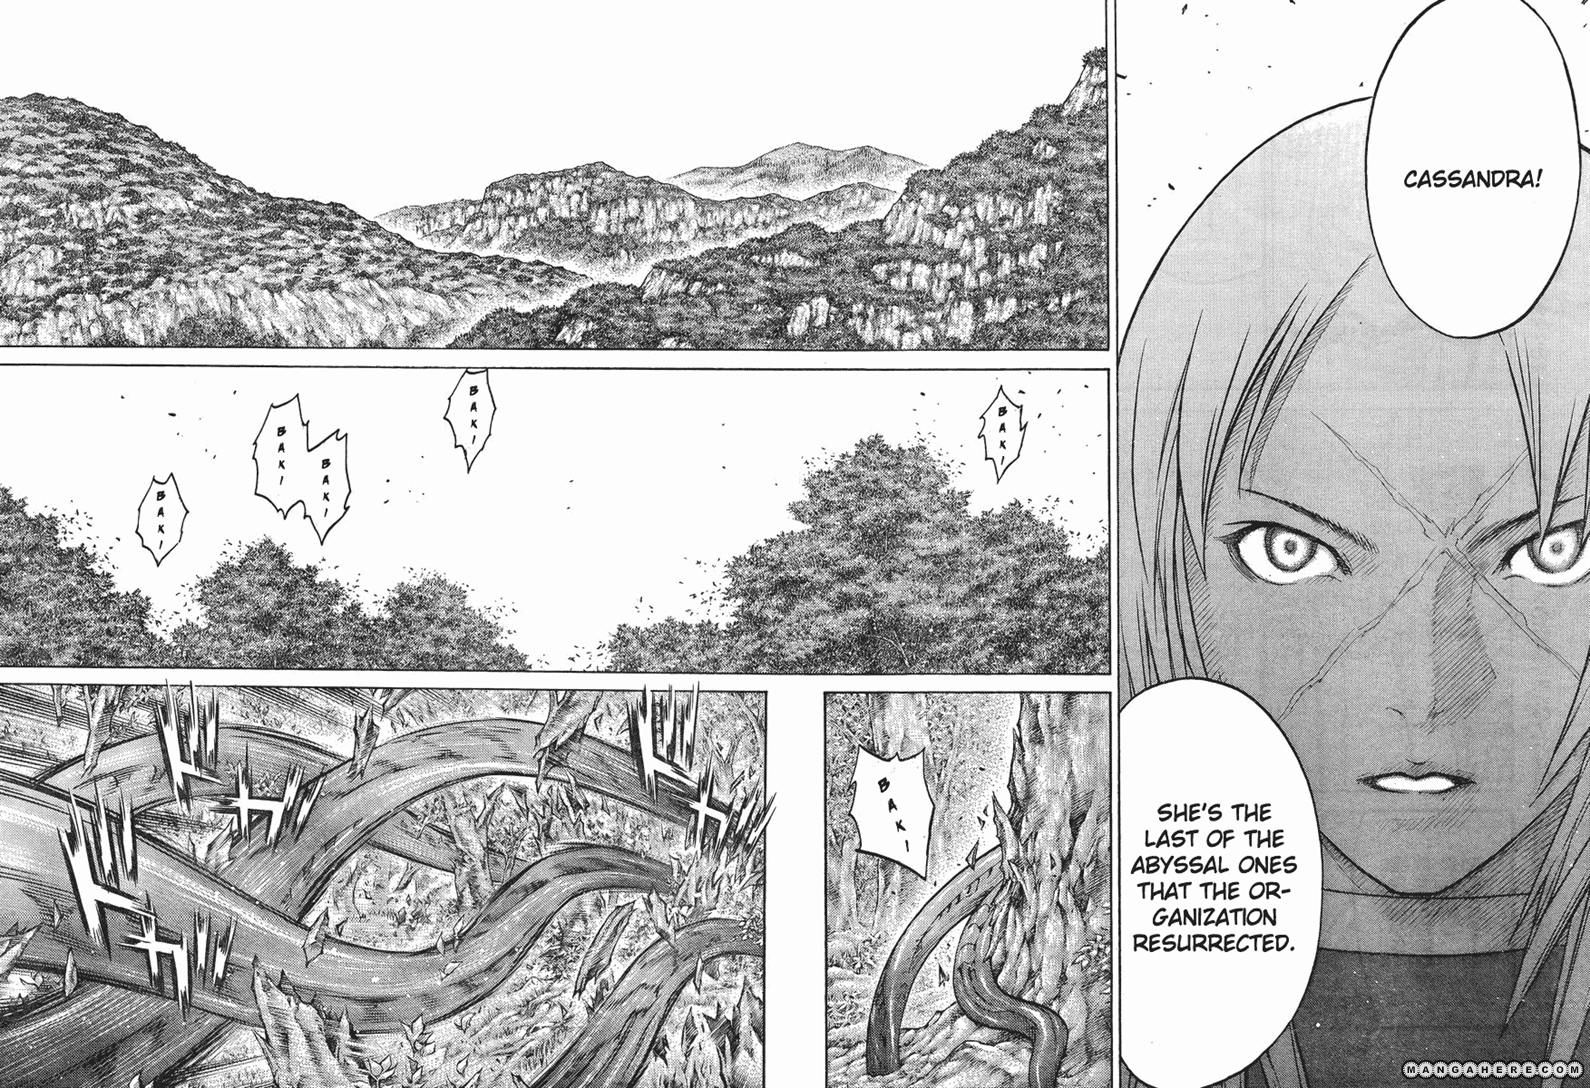 CASSANDRA!
SHE'S THE
LAST OF THE
ABYSSAL ONES
THAT THE OR-
GANIZATION
RESURRECTED.
BAKI
BAKI
BAKI
BAKI
BAKI
BAKI
MANGAHERE.COM